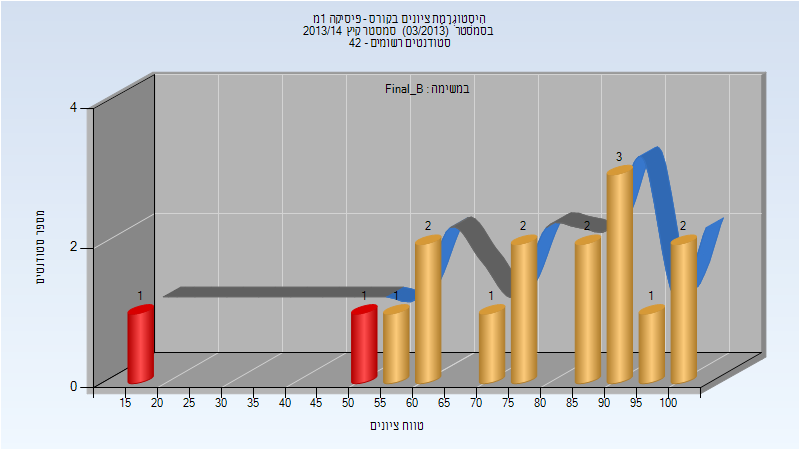 היסטוגרמת ציונים בקורס - פיסיקה 1מ
בסמסטר (03/2013) סמסטר קיץ 2013/14
סטודנטים רשומים - 42
במשימה : Final_B
מספר סטודנטים
4
2
0
1
1
1
2
1
2
2
3
1
2
15 20 25 30 35 40 45 50 55 60 65 70 75 80 85 90 95 100
טווח ציונים